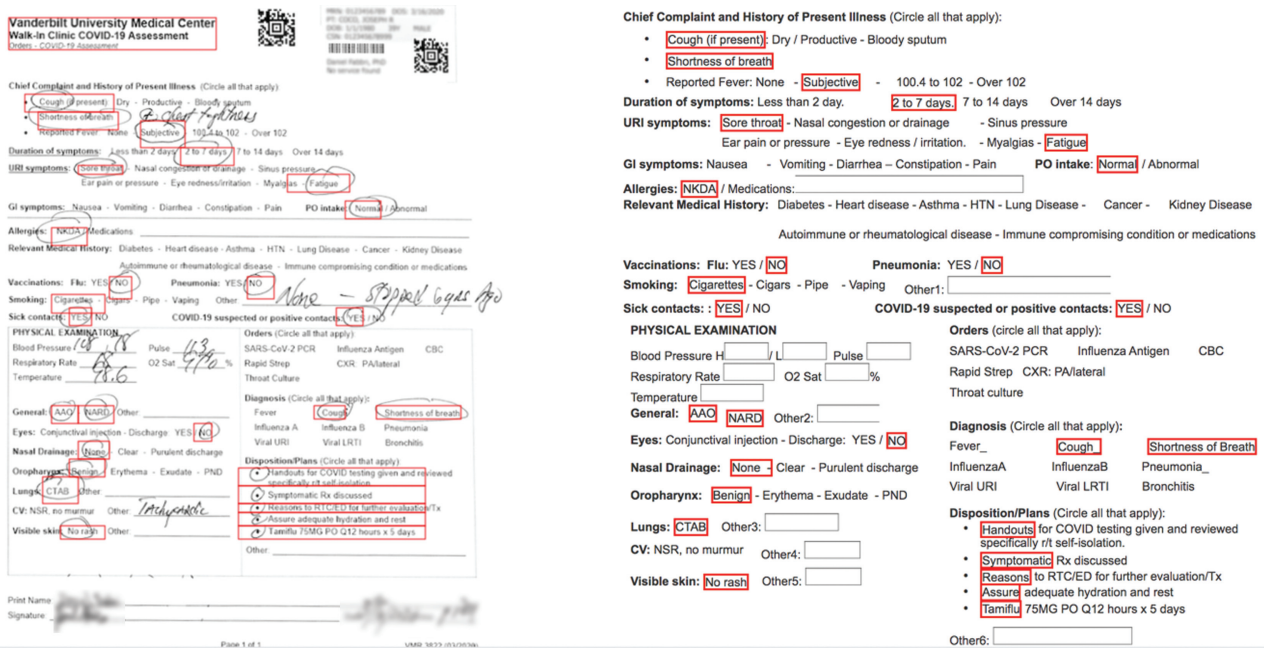 Vanderbilt University Medical Center
Walk-In Clinic COVID-19 Assessment
Orders - COVID-19 Assessment
Chief Complaint and History of Present Illness (Circle all that apply)
• Cough (if present) Dry - Productive - Bloody sputum
• Shortness of breath & chest tightness
• Reported Fever None - Subjective - 100.4 to 102 - Over 102
Duration of symptoms: Less than 2 days 2 to 7 days 7 to 14 days Over 14 days
URI symptoms: Sore throat - Nasal congestion or drainage - Sinus pressure
Ear pain or pressure - Eye redness/irritation - Myalgias - Fatigue
GI symptoms: Nausea - Vomiting - Diarrhea - Constipation - Pain PO intake: Normal / Abnormal
Allergies: NKDA / Medications
Relevant Medical History: Diabetes - Heart disease - Asthma - HTN - Lung Disease - Cancer - Kidney Disease
Autoimmune or rheumatological disease - Immune compromising condition or medications
Vaccinations: Flu: YES / NO Pneumonia: YES / NO
Smoking: Cigarettes - Cigars - Pipe - Vaping Other None - stopped 6 yrs Ago
Sick contacts: YES / NO COVID-19 suspected or positive contacts: YES / NO
PHYSICAL EXAMINATION
Blood Pressure Pulse 113
Respiratory Rate O2 Sat %
Temperature 98.6
General: AAO NARD Other
Eyes: Conjunctival injection - Discharge: YES / NO
Nasal Drainage: None - Clear - Purulent discharge
Oropharynx: Benign - Erythema - Exudate - PND
Lungs: CTAB Other
CV: NSR, no murmur Other Tachycardic
Visible skin: No rash Other
Orders (Circle all that apply)
SARS-CoV-2 PCR Influenza Antigen CBC
Rapid Strep CXR: PA/lateral
Throat Culture
Diagnosis (Circle all that apply):
Fever Cough Shortness of breath
Influenza A Influenza B Pneumonia
Viral URI Viral LRTI Bronchitis
Disposition/Plans (Circle all that apply)
• Handouts for COVID testing given and reviewed
specifically r/t self-isolation
• Symptomatic Rx discussed
• Reasons to RTC/ED for further evaluation/Tx
• Assure adequate hydration and rest
• Tamiflu 75MG PO Q12 hours x 5 days
Other
Print Name
Signature
Page 1 of 1
Chief Complaint and History of Present Illness (Circle all that apply):
• Cough (if present): Dry / Productive - Bloody sputum
• Shortness of breath
• Reported Fever: None - Subjective - 100.4 to 102 - Over 102
Duration of symptoms: Less than 2 day. 2 to 7 days. 7 to 14 days Over 14 days
URI symptoms: Sore throat - Nasal congestion or drainage - Sinus pressure
Ear pain or pressure - Eye redness / irritation. - Myalgias - Fatigue
GI symptoms: Nausea - Vomiting - Diarrhea – Constipation - Pain PO intake: Normal / Abnormal
Allergies: NKDA / Medications:
Relevant Medical History: Diabetes - Heart disease - Asthma - HTN - Lung Disease - Cancer - Kidney Disease
Autoimmune or rheumatological disease - Immune compromising condition or medications
Vaccinations: Flu: YES / NO Pneumonia: YES / NO
Smoking: Cigarettes - Cigars - Pipe - Vaping Other1:
Sick contacts: : YES / NO COVID-19 suspected or positive contacts: YES / NO
PHYSICAL EXAMINATION
Blood Pressure H / L Pulse
Respiratory Rate O2 Sat %
Temperature
General: AAO NARD Other2:
Eyes: Conjunctival injection - Discharge: YES / NO
Nasal Drainage: None - Clear - Purulent discharge
Oropharynx: Benign - Erythema - Exudate - PND
Lungs: CTAB Other3:
CV: NSR, no murmur Other4:
Visible skin: No rash Other5:
Orders (circle all that apply):
SARS-CoV-2 PCR Influenza Antigen CBC
Rapid Strep CXR: PA/lateral
Throat culture
Diagnosis (Circle all that apply):
Fever_ Cough_ Shortness of Breath
InfluenzaA InfluenzaB Pneumonia_
Viral URI Viral LRTI Bronchitis
Disposition/Plans (Circle all that apply):
• Handouts for COVID testing given and reviewed
specifically r/t self-isolation.
• Symptomatic Rx discussed
• Reasons to RTC/ED for further evaluation/Tx
• Assure adequate hydration and rest
• Tamiflu 75MG PO Q12 hours x 5 days
Other6: